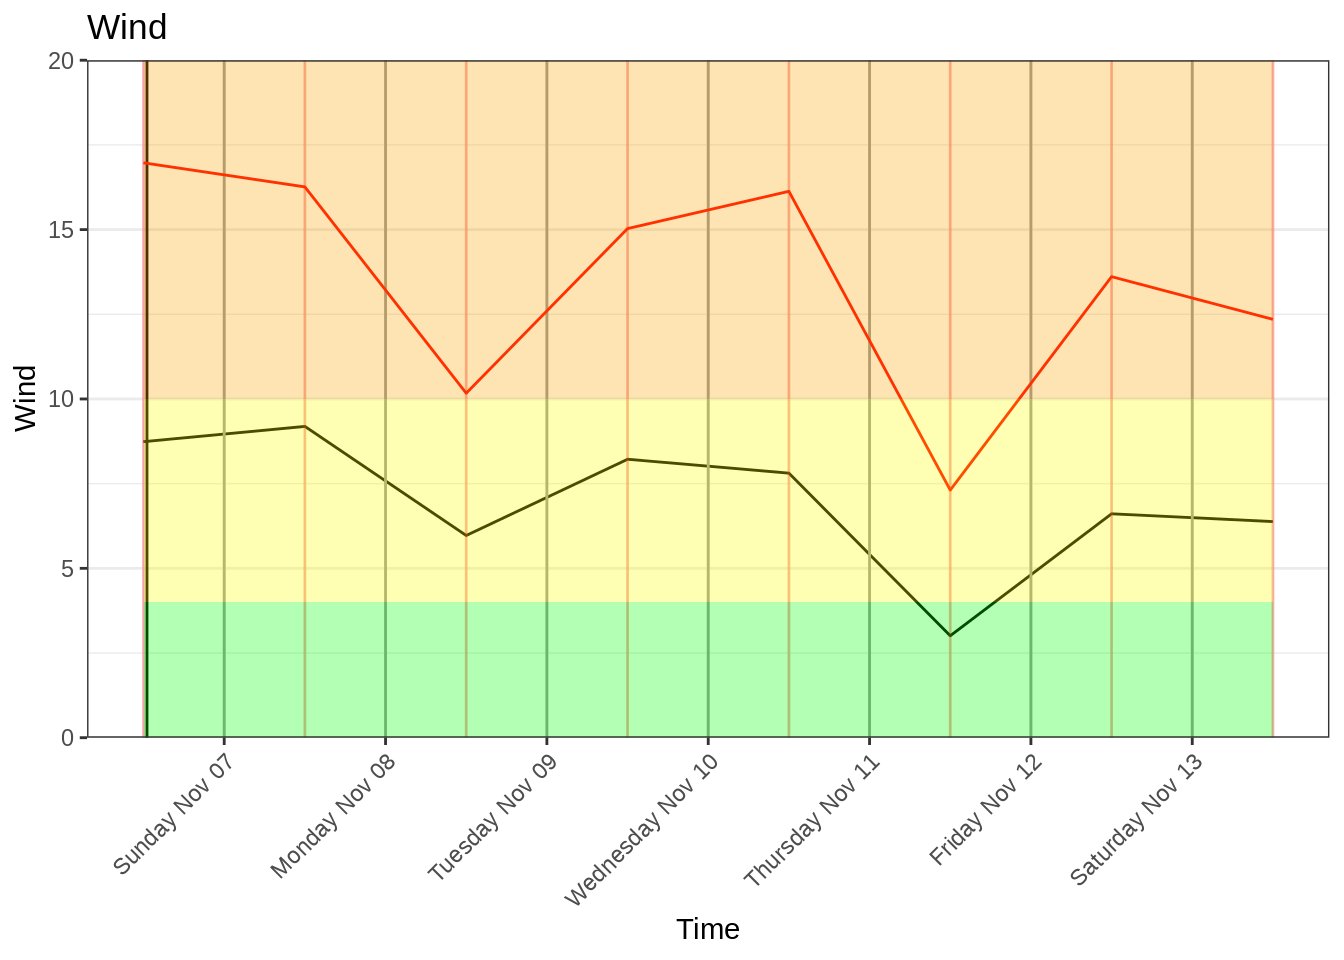 Wind
20
15
10
5
0
Wind
Sunday Nov 07
Monday Nov 08
Tuesday Nov 09
Wednesday Nov 10
Thursday Nov 11
Friday Nov 12
Saturday Nov 13
Time